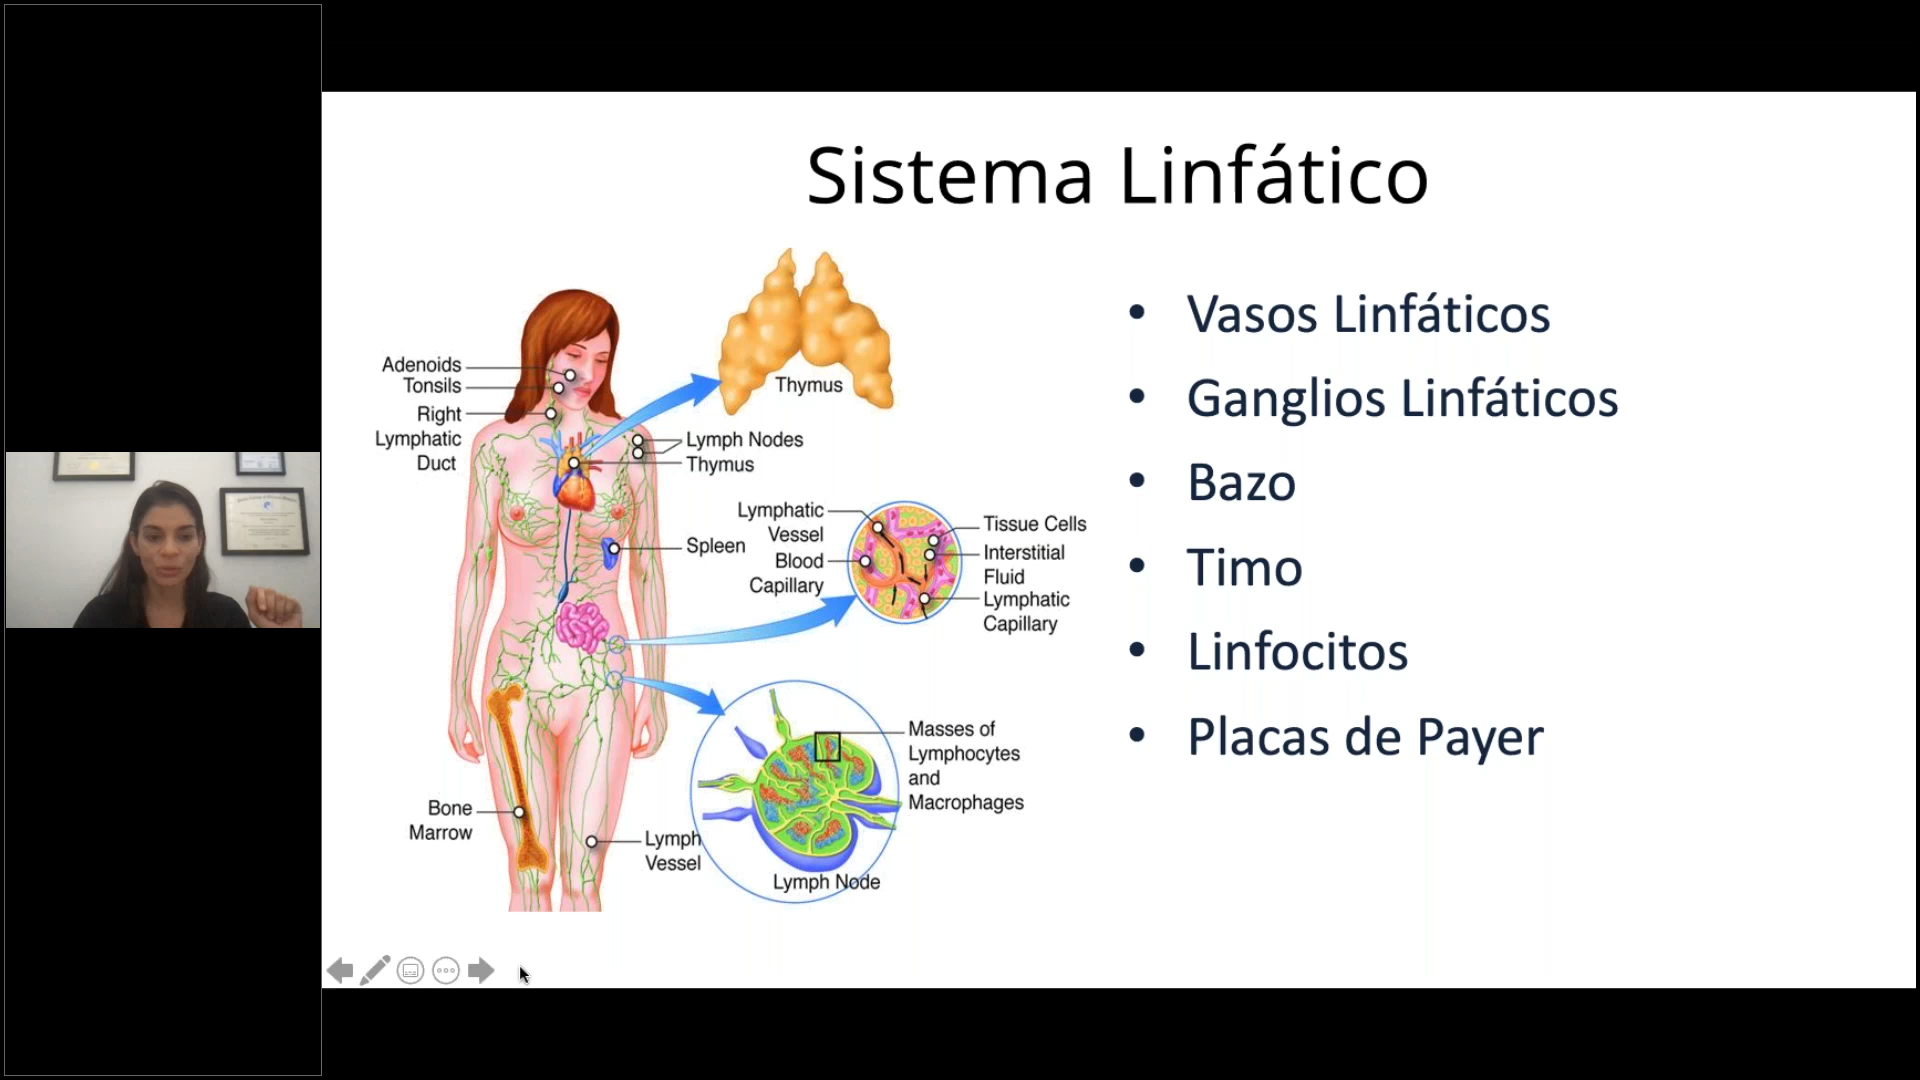 Sistema Linfático
Adenoids
Tonsils
Right
Lymphatic
Duct
Thymus
Lymph Nodes
Thymus
Spleen
Lymphatic
Vessel
Blood
Capillary
Tissue Cells
Interstitial
Fluid
Lymphatic
Capillary
Masses of
Lymphocytes
and
Macrophages
Lymph Node
Bone
Marrow
Lymph
Vessel
• Vasos Linfáticos
• Ganglios Linfáticos
• Bazo
• Timo
• Linfocitos
• Placas de Payer